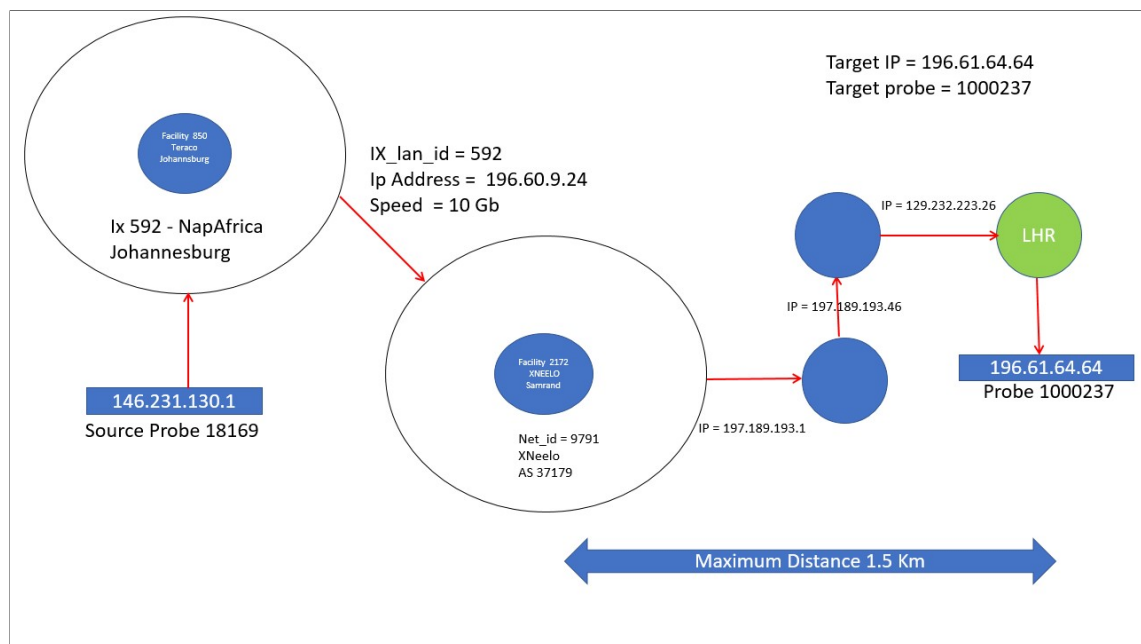 Target IP = 196.61.64.64
Target probe = 1000237
Facility 850
Teraco
Johannsburg
Ix 592 - NapAfrica
Johannesburg
IX_lan_id = 592
Ip Address = 196.60.9.24
Speed = 10 Gb
146.231.130.1
Source Probe 18169
Facility 2172
XNEELO
Samrand
Net_id = 9791
XNeelo
AS 37179
IP = 197.189.193.1
IP = 197.189.193.46
IP = 129.232.223.26
LHR
196.61.64.64
Probe 1000237
Maximum Distance 1.5 Km